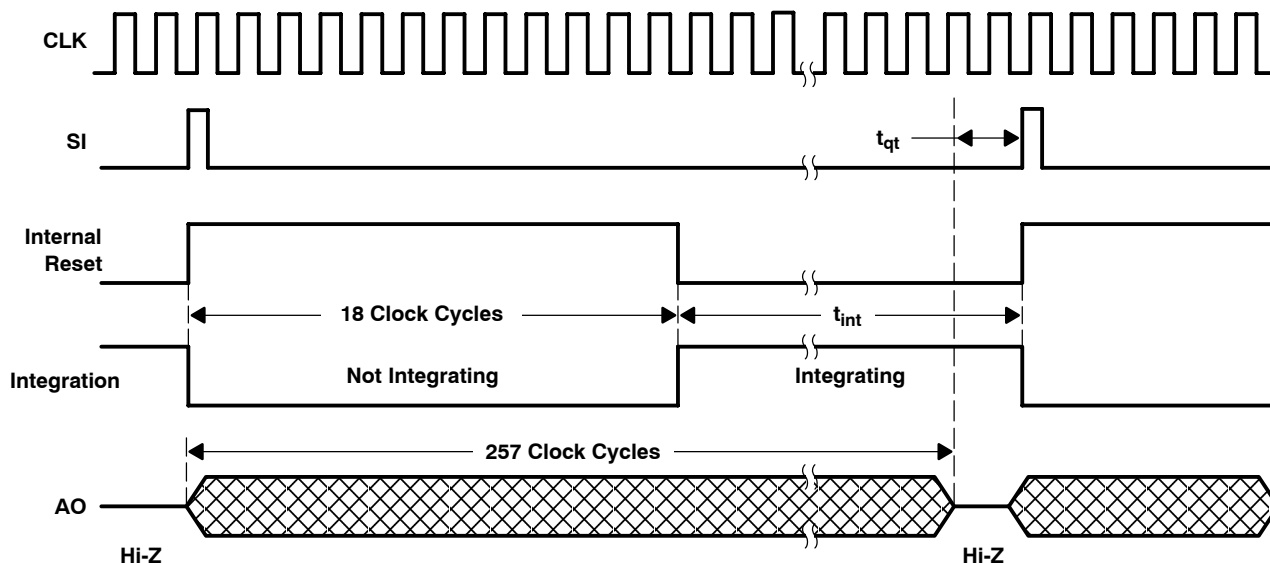 CLK
SI
t_qt
Internal
Reset
18 Clock Cycles
t_int
Integration
Not Integrating
Integrating
257 Clock Cycles
AO
Hi-Z
Hi-Z